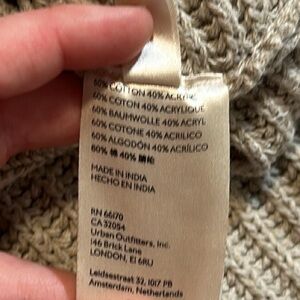 60% COTTON 40% ACRYLIC
60% COTON 40% ACRYLIQUE
60% BAUMWOLLE 40% ACRYL
60% COTONE 40% ACRILICO
60% ALGODÓN 40% ACRÍLICO
60% 棉 40%
MADE IN INDIA
HECHO EN INDIA
RN 66170
CA 32054
Urban Outfitters, Inc.
146 Brick Lane
LONDON, E1 6RU
Leidsestraat 32, 1017 PB
Amsterdam, Netherlands